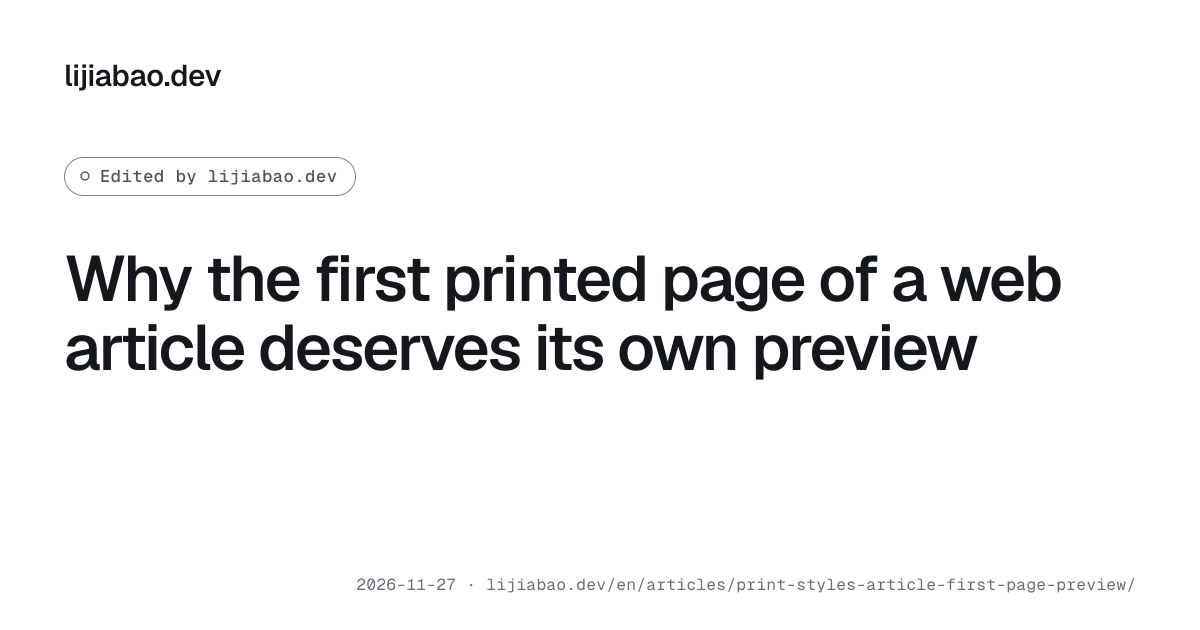 lijiabao.dev
Edited by lijiabao.dev
Why the first printed page of a web
article deserves its own preview
2026-11-27 · lijiabao.dev/en/articles/print-styles-article-first-page-preview/